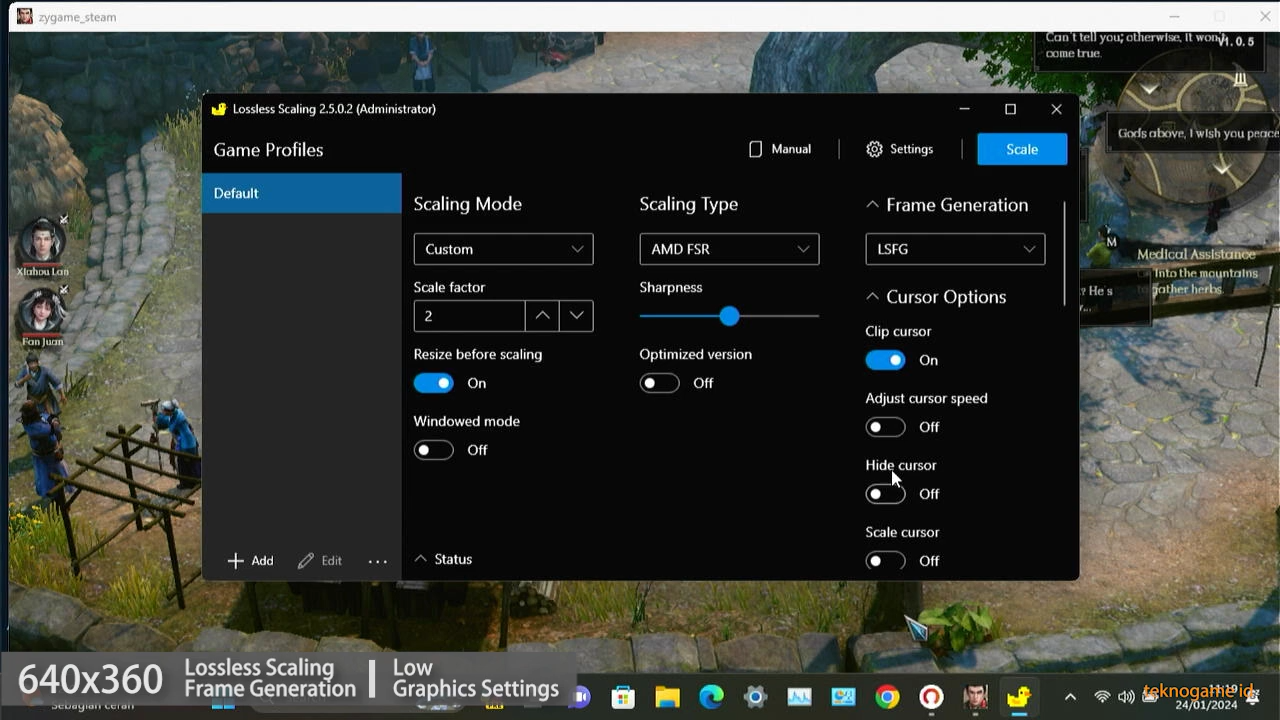 zygame_steam
Can't tell you; otherwise, it won't
come true.
V1.0.5
Lossless Scaling 2.5.0.2 (Administrator)
Game Profiles
Manual
Settings
Scale
Gods above, I wish you peace
Default
Scaling Mode
Scaling Type
Frame Generation
Custom
AMD FSR
LSFG
M
Medical Assistance
Into the mountains
gather herbs.
? He's
Xiahou Lan
Fan Juan
Scale factor
Sharpness
Cursor Options
2
Clip cursor
On
Resize before scaling
Optimized version
On
Off
Adjust cursor speed
Off
Windowed mode
Off
Hide cursor
Off
Scale cursor
Off
Add
Edit
Status
640x360
Lossless Scaling
Frame Generation
Low
Graphics Settings
Sebagian cerah
teknogame.id
24/01/2024